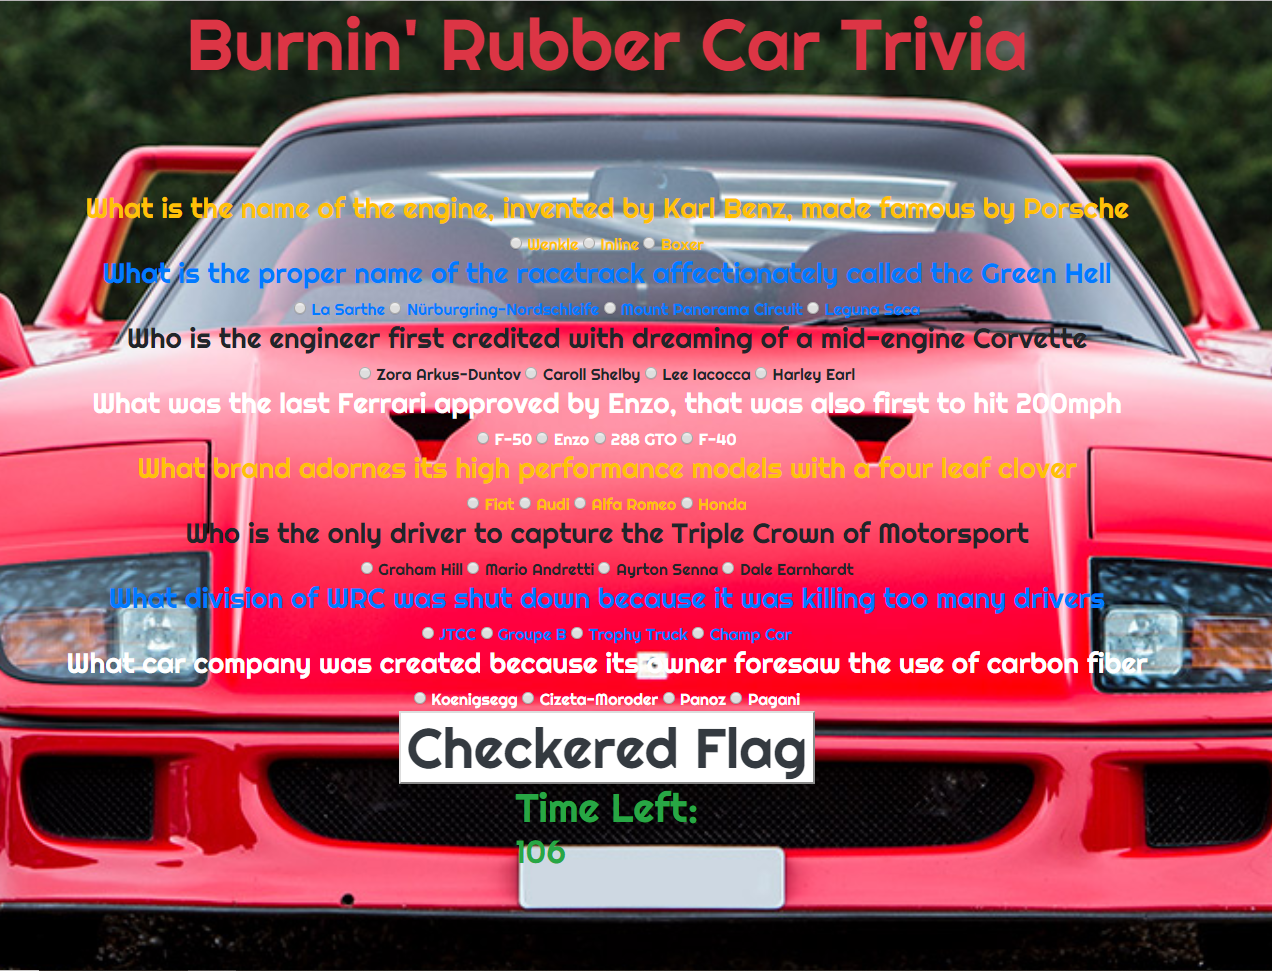 Burnin' Rubber Car Trivia
What is the name of the engine, invented by Karl Benz, made famous by Porsche
Wenkle Inline Boxer
What is the proper name of the racetrack affectionately called the Green Hell
La Sarthe Nürburgring-Nordschleife Mount Panorama Circuit Laguna Seca
Who is the engineer first credited with dreaming of a mid-engine Corvette
Zora Arkus-Duntov Caroll Shelby Lee Iacocca Harley Earl
What was the last Ferrari approved by Enzo, that was also first to hit 200mph
F-50 Enzo 288 GTO F-40
What brand adornes its high performance models with a four leaf clover
Fiat Audi Alfa Romeo Honda
Who is the only driver to capture the Triple Crown of Motorsport
Graham Hill Mario Andretti Ayrton Senna Dale Earnhardt
What division of WRC was shut down because it was killing too many drivers
JTCC Groupe B Trophy Truck Champ Car
What car company was created because its owner foresaw the use of carbon fiber
Koenigsegg Cizeta-Moroder Panoz Pagani
Checkered Flag
Time Left:
106